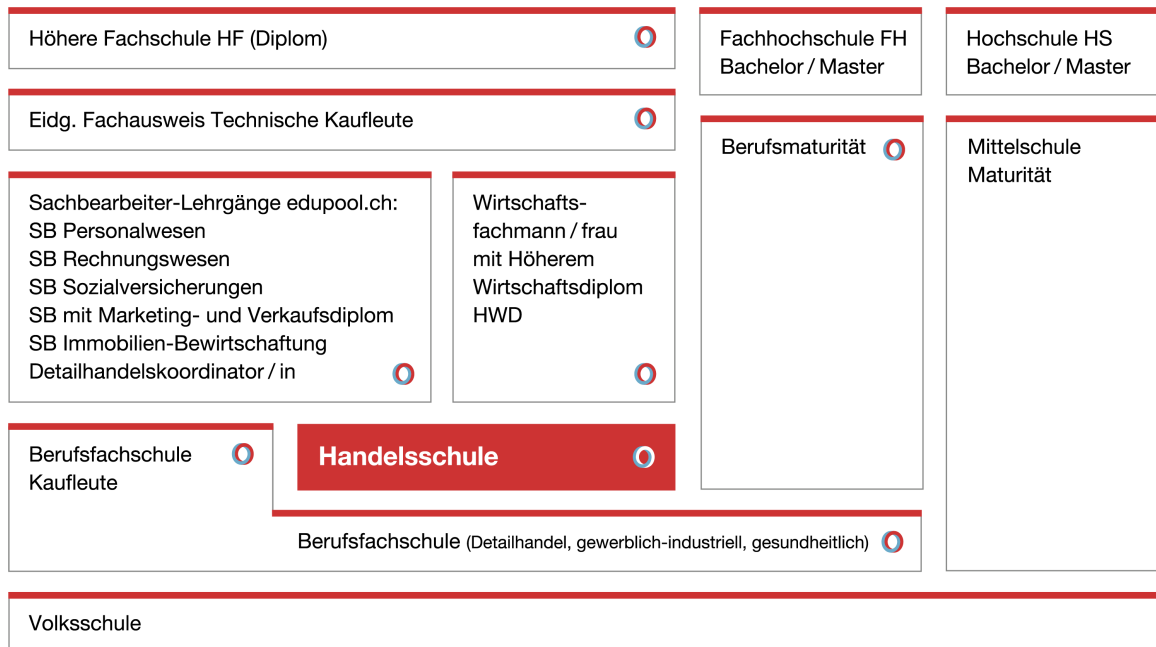 Höhere Fachschule HF (Diplom)
Fachhochschule FH
Bachelor / Master
Hochschule HS
Bachelor / Master
Eidg. Fachausweis Technische Kaufleute
Berufsmaturität
Mittelschule
Maturität
Sachbearbeiter-Lehrgänge edupool.ch:
SB Personalwesen
SB Rechnungswesen
SB Sozialversicherungen
SB mit Marketing- und Verkaufsdiplom
SB Immobilien-Bewirtschaftung
Detailhandelskoordinator / in
Wirtschafts-
fachmann / frau
mit Höherem
Wirtschaftsdiplom
HWD
Berufsfachschule
Kaufleute
Handelsschule
Berufsfachschule (Detailhandel, gewerblich-industriell, gesundheitlich)
Volksschule